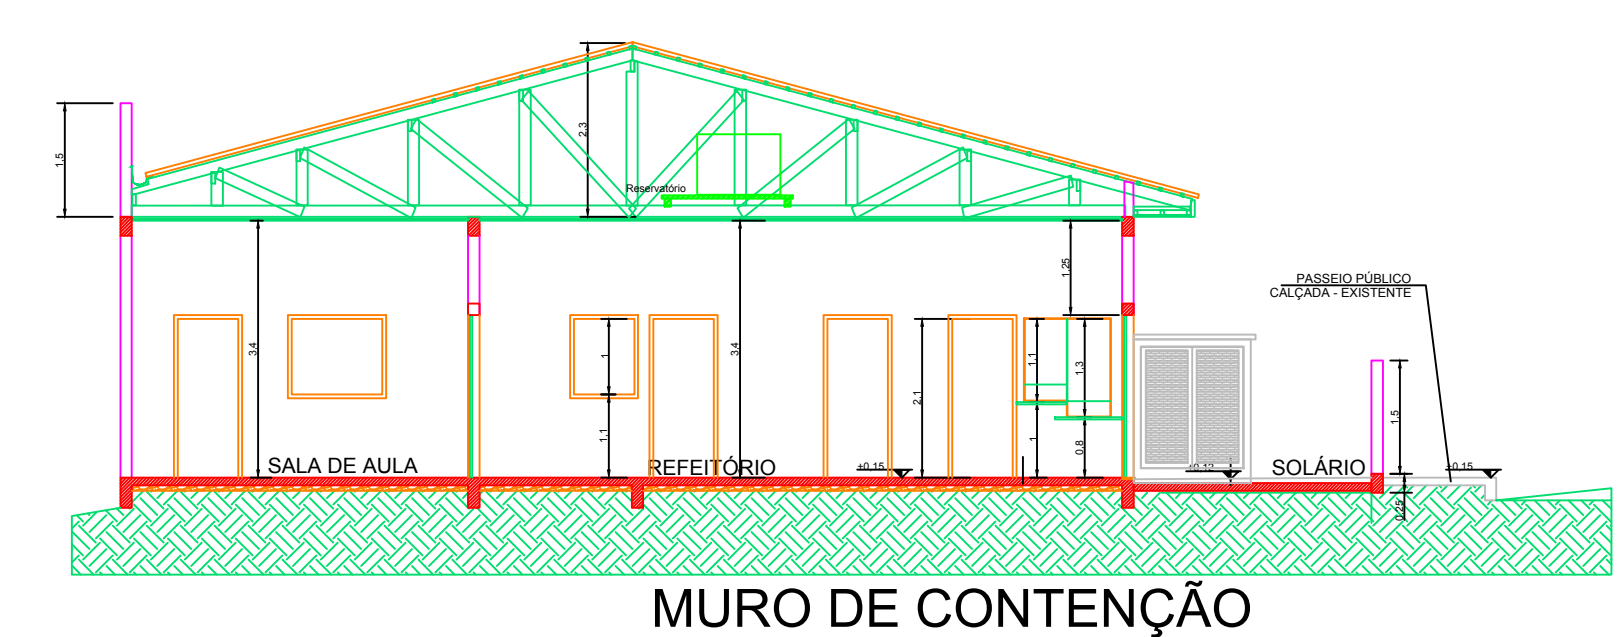 2,3
1,5
Reservatório
3,4
3,4
1,25
PASSEIO PÚBLICO
CALÇADA - EXISTENTE
1
1,1
2,1
1,1
1
1,3
0,8
1,5
SALA DE AULA
REFEITÓRIO
+0,15
+0,12
SOLÁRIO
+0,15
0,25
MURO DE CONTENÇÃO